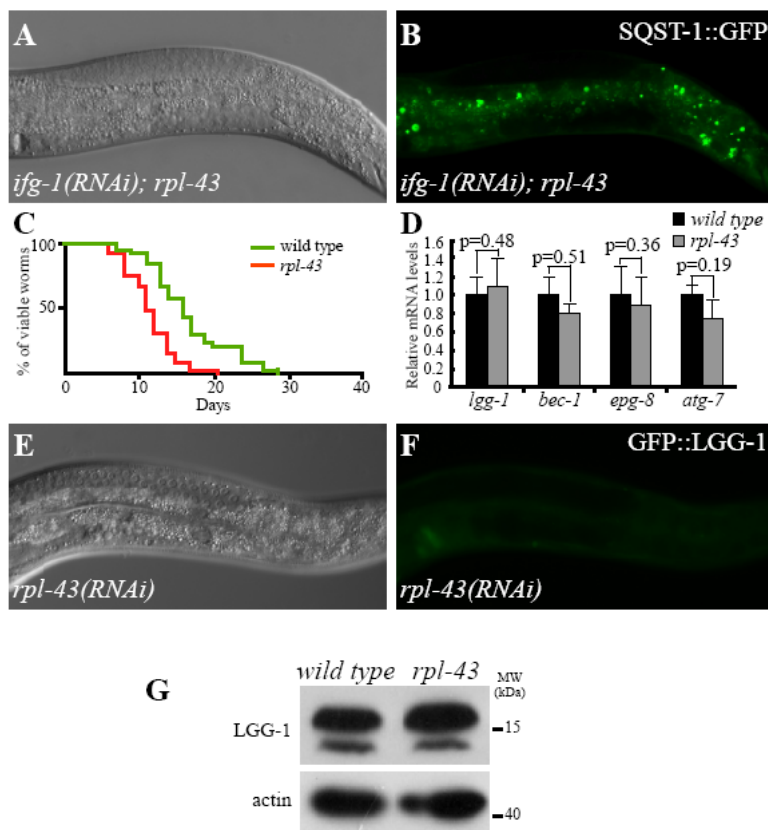 A
ifg-1(RNAi); rpl-43
B
SQST-1::GFP
ifg-1(RNAi); rpl-43
C
% of viable worms
100
50
0
10
20
30
40
Days
wild type
rpl-43
D
Relative mRNA levels
1.6
1.4
1.2
1.0
0.8
0.6
0.4
0.2
0
wild type
rpl-43
p=0.48
p=0.51
p=0.36
p=0.19
lgg-1
bec-1
epg-8
atg-7
E
rpl-43(RNAi)
F
GFP::LGG-1
rpl-43(RNAi)
G
wild type
rpl-43
MW
(kDa)
LGG-1
15
actin
40